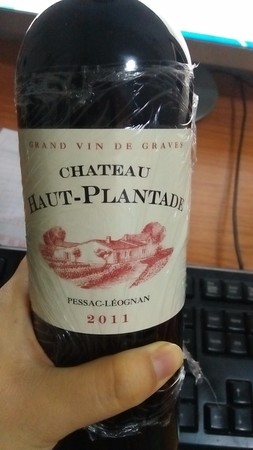 GRAND VIN DE GRAVES
CHATEAU
HAUT-PLANTADE
PESSAC-LÉOGNAN
2011